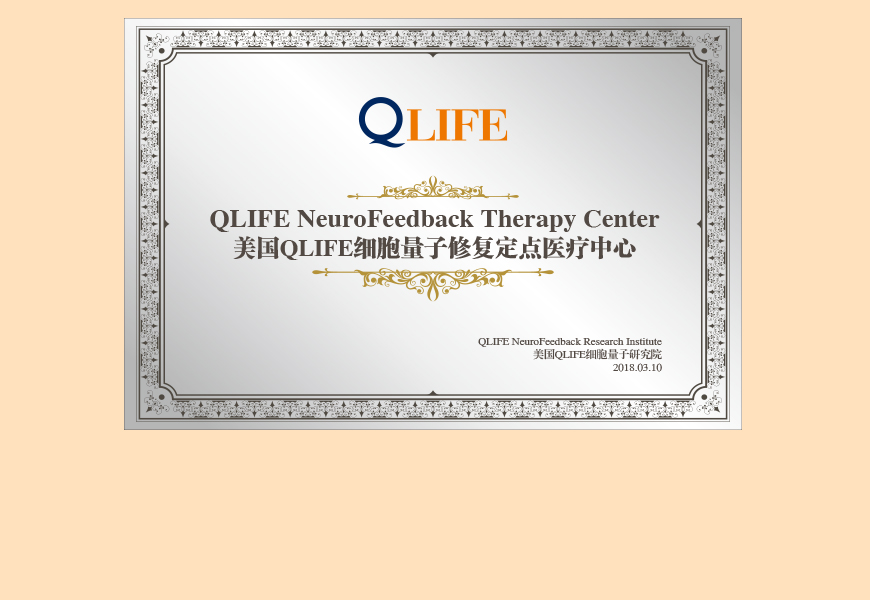 QLIFE
QLIFE NeuroFeedback Therapy Center
美国QLIFE细胞量子修复定点医疗中心
QLIFE NeuroFeedback Research Institute
美国QLIFE细胞量子研究院
2018.03.10